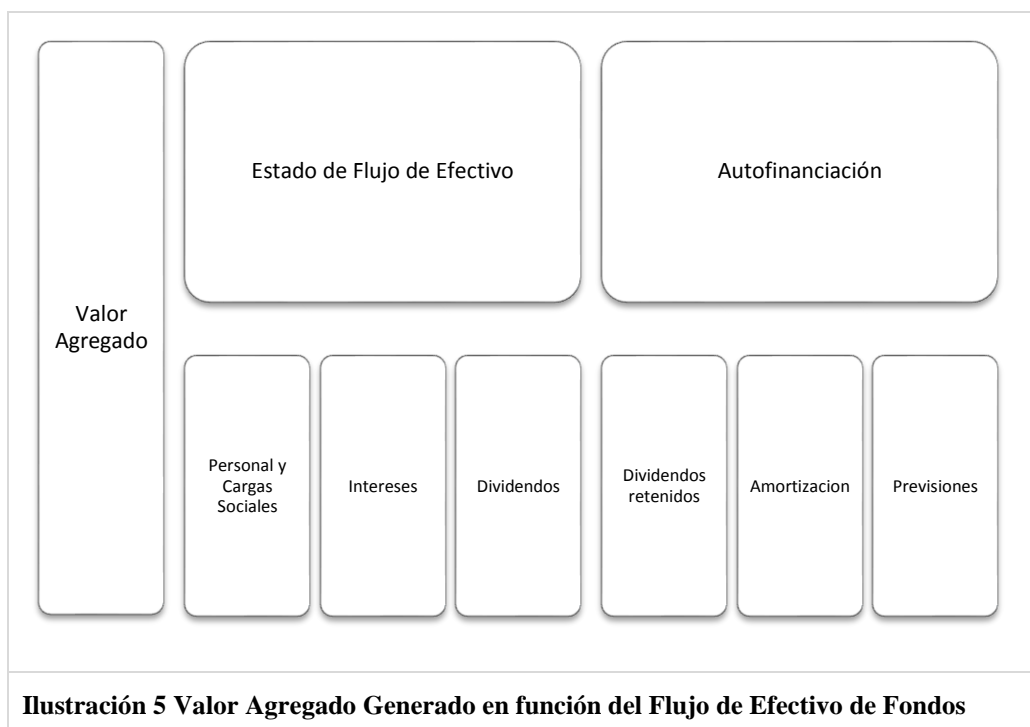 Valor
Agregado
Estado de Flujo de Efectivo
Autofinanciación
Personal y
Cargas
Sociales
Intereses
Dividendos
Dividendos
retenidos
Amortizacion
Previsiones
Ilustración 5 Valor Agregado Generado en función del Flujo de Efectivo de Fondos